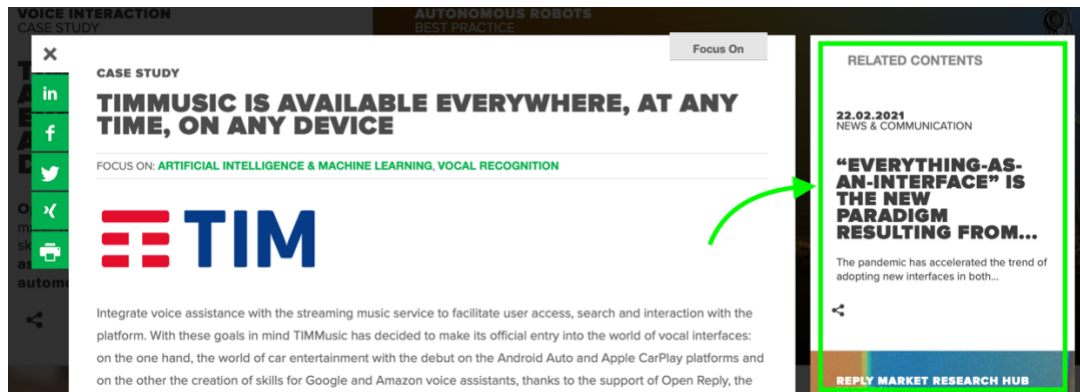 VOICE INTERACTION
CASE STUDY
AUTONOMOUS ROBOTS
BEST PRACTICE
Focus On
CASE STUDY
TIMMUSIC IS AVAILABLE EVERYWHERE, AT ANY
TIME, ON ANY DEVICE
FOCUS ON: ARTIFICIAL INTELLIGENCE & MACHINE LEARNING, VOCAL RECOGNITION
TIM
Integrate voice assistance with the streaming music service to facilitate user access, search and interaction with the
platform. With these goals in mind TIMMusic has decided to make its official entry into the world of vocal interfaces:
on the one hand, the world of car entertainment with the debut on the Android Auto and Apple CarPlay platforms and
on the other the creation of skills for Google and Amazon voice assistants, thanks to the support of Open Reply, the
RELATED CONTENTS
22.02.2021
NEWS & COMMUNICATION
“EVERYTHING-AS-
AN-INTERFACE” IS
THE NEW
PARADIGM
RESULTING FROM...
The pandemic has accelerated the trend of
adopting new interfaces in both...
REPLY MARKET RESEARCH HUB